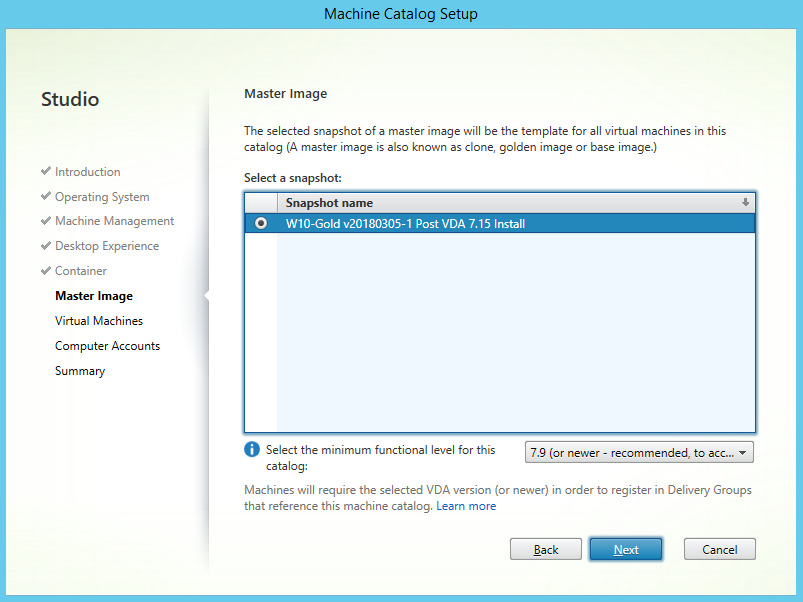 Machine Catalog Setup
Studio
Introduction
Operating System
Machine Management
Desktop Experience
Container
Master Image
Virtual Machines
Computer Accounts
Summary
Master Image
The selected snapshot of a master image will be the template for all virtual machines in this
catalog (A master image is also known as clone, golden image or base image.)
Select a snapshot:
Snapshot name
W10-Gold v20180305-1 Post VDA 7.15 Install
Select the minimum functional level for this
catalog:
7.9 (or newer - recommended, to acc...
Machines will require the selected VDA version (or newer) in order to register in Delivery Groups
that reference this machine catalog. Learn more
Back
Next
Cancel